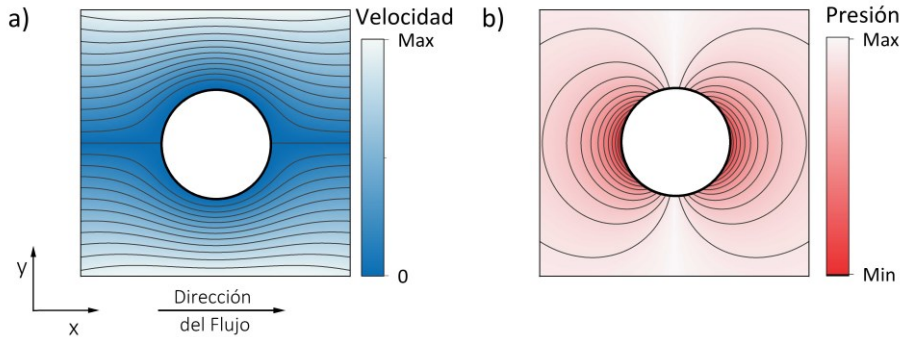 a)
Velocidad
Max
0
y
x
Dirección
del Flujo
b)
Presión
Max
Min